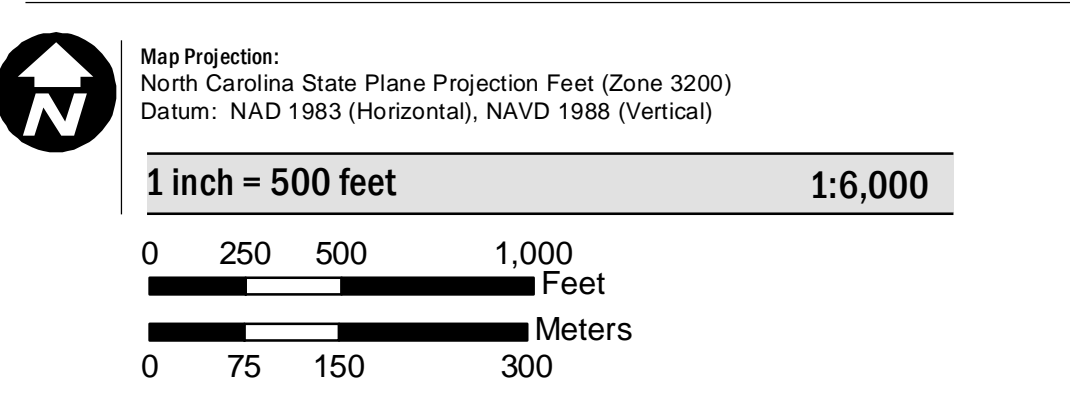 N
Map Projection:
North Carolina State Plane Projection Feet (Zone 3200)
Datum: NAD 1983 (Horizontal), NAVD 1988 (Vertical)
1 inch = 500 feet 1:6,000
0 250 500 1,000
Feet
Meters
0 75 150 300